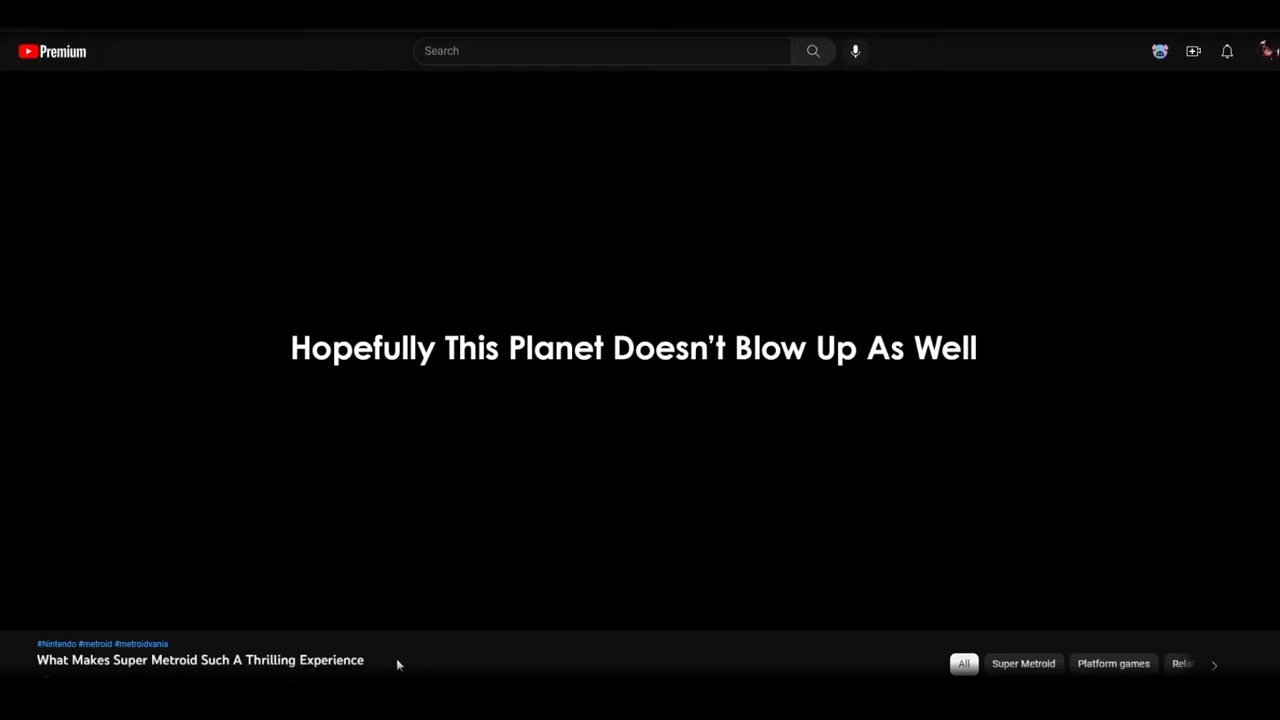 Premium
Search
Hopefully This Planet Doesn't Blow Up As Well
#Nintendo #metroid #metroidvania
What Makes Super Metroid Such A Thrilling Experience
All Super Metroid Platform games